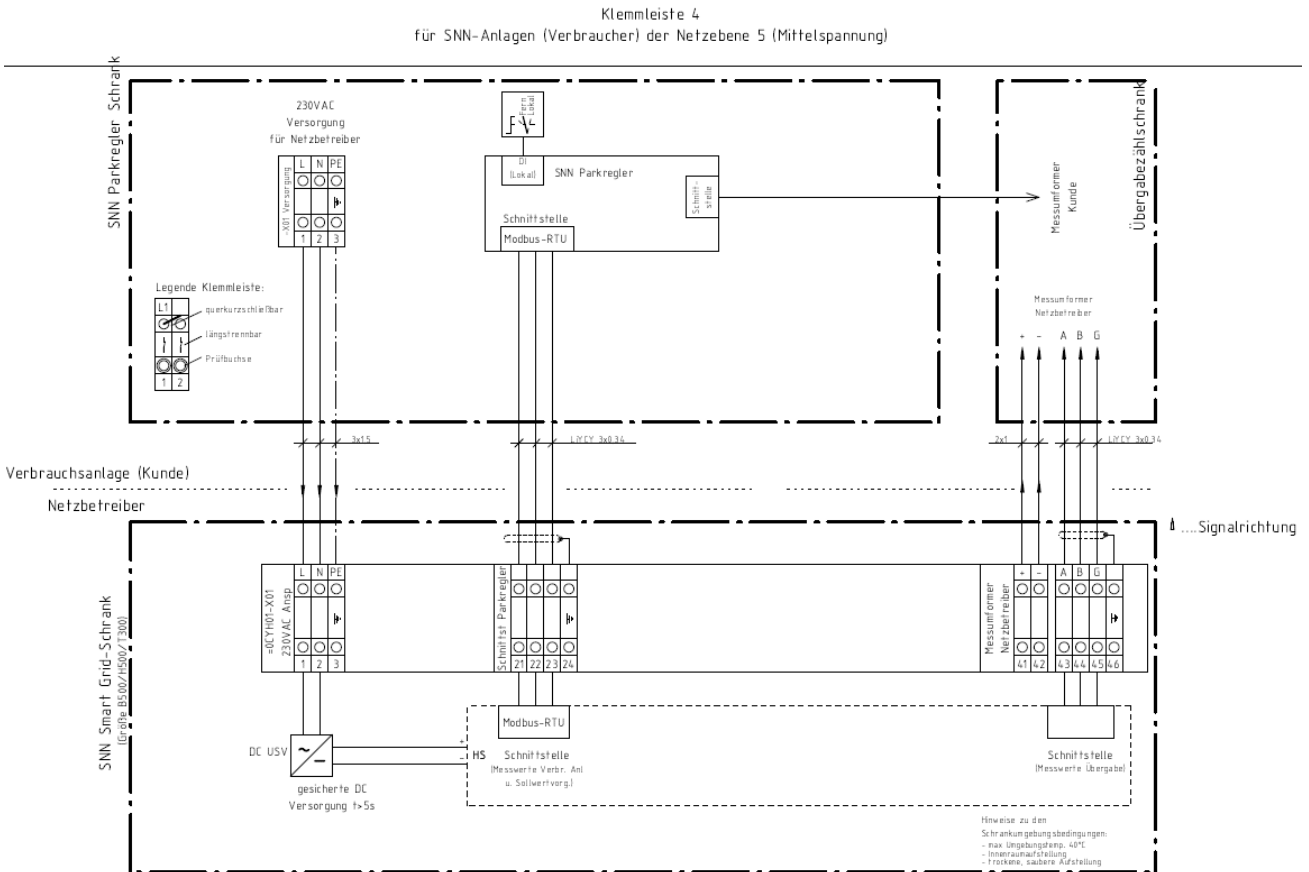 Klemmleiste 4
für SNN-Anlagen (Verbraucher) der Netzebene 5 (Mittelspannung)
SNN Parkregler Schrank
230VAC
Versorgung
für Netzbetreiber
-X01 Versorgung
L N PE
1 2 3
Fern
Lokal
DI
(Lokal)
SNN Parkregler
Schnitt-
stelle
Schnittstelle
Modbus-RTU
Messumformer
Kunde
Übergabezählschrank
Legende Klemmleiste:
L1
querkurzschließbar
längstrennbar
Prüfbuchse
1 2
Messumformer
Netzbetreiber
+ - A B G
3x1.5
LiYCY 3x0.34
2x1
LiYCY 3x0.34
Verbrauchsanlage (Kunde)
Netzbetreiber
....Signalrichtung
SNN Smart Grid-Schrank
(Größe B500/H500/T300)
=0CYH01-X01
230VAC Ansp
L N PE
1 2 3
Schnittst Parkregler
21 22 23 24
Messumformer
Netzbetreiber
+ - A B G
41 42 43 44 45 46
DC USV
gesicherte DC
Versorgung t>5s
+
-
HS
Modbus-RTU
Schnittstelle
(Messwerte Verbr. Anl
u. Sollwertvorg.)
Schnittstelle
(Messwerte Übergabe)
Hinweise zu den
Schrankumgebungsbedingungen:
- max Umgebungstemp. 40°C
- Innenraumaufstellung
- trockene, saubere Aufstellung